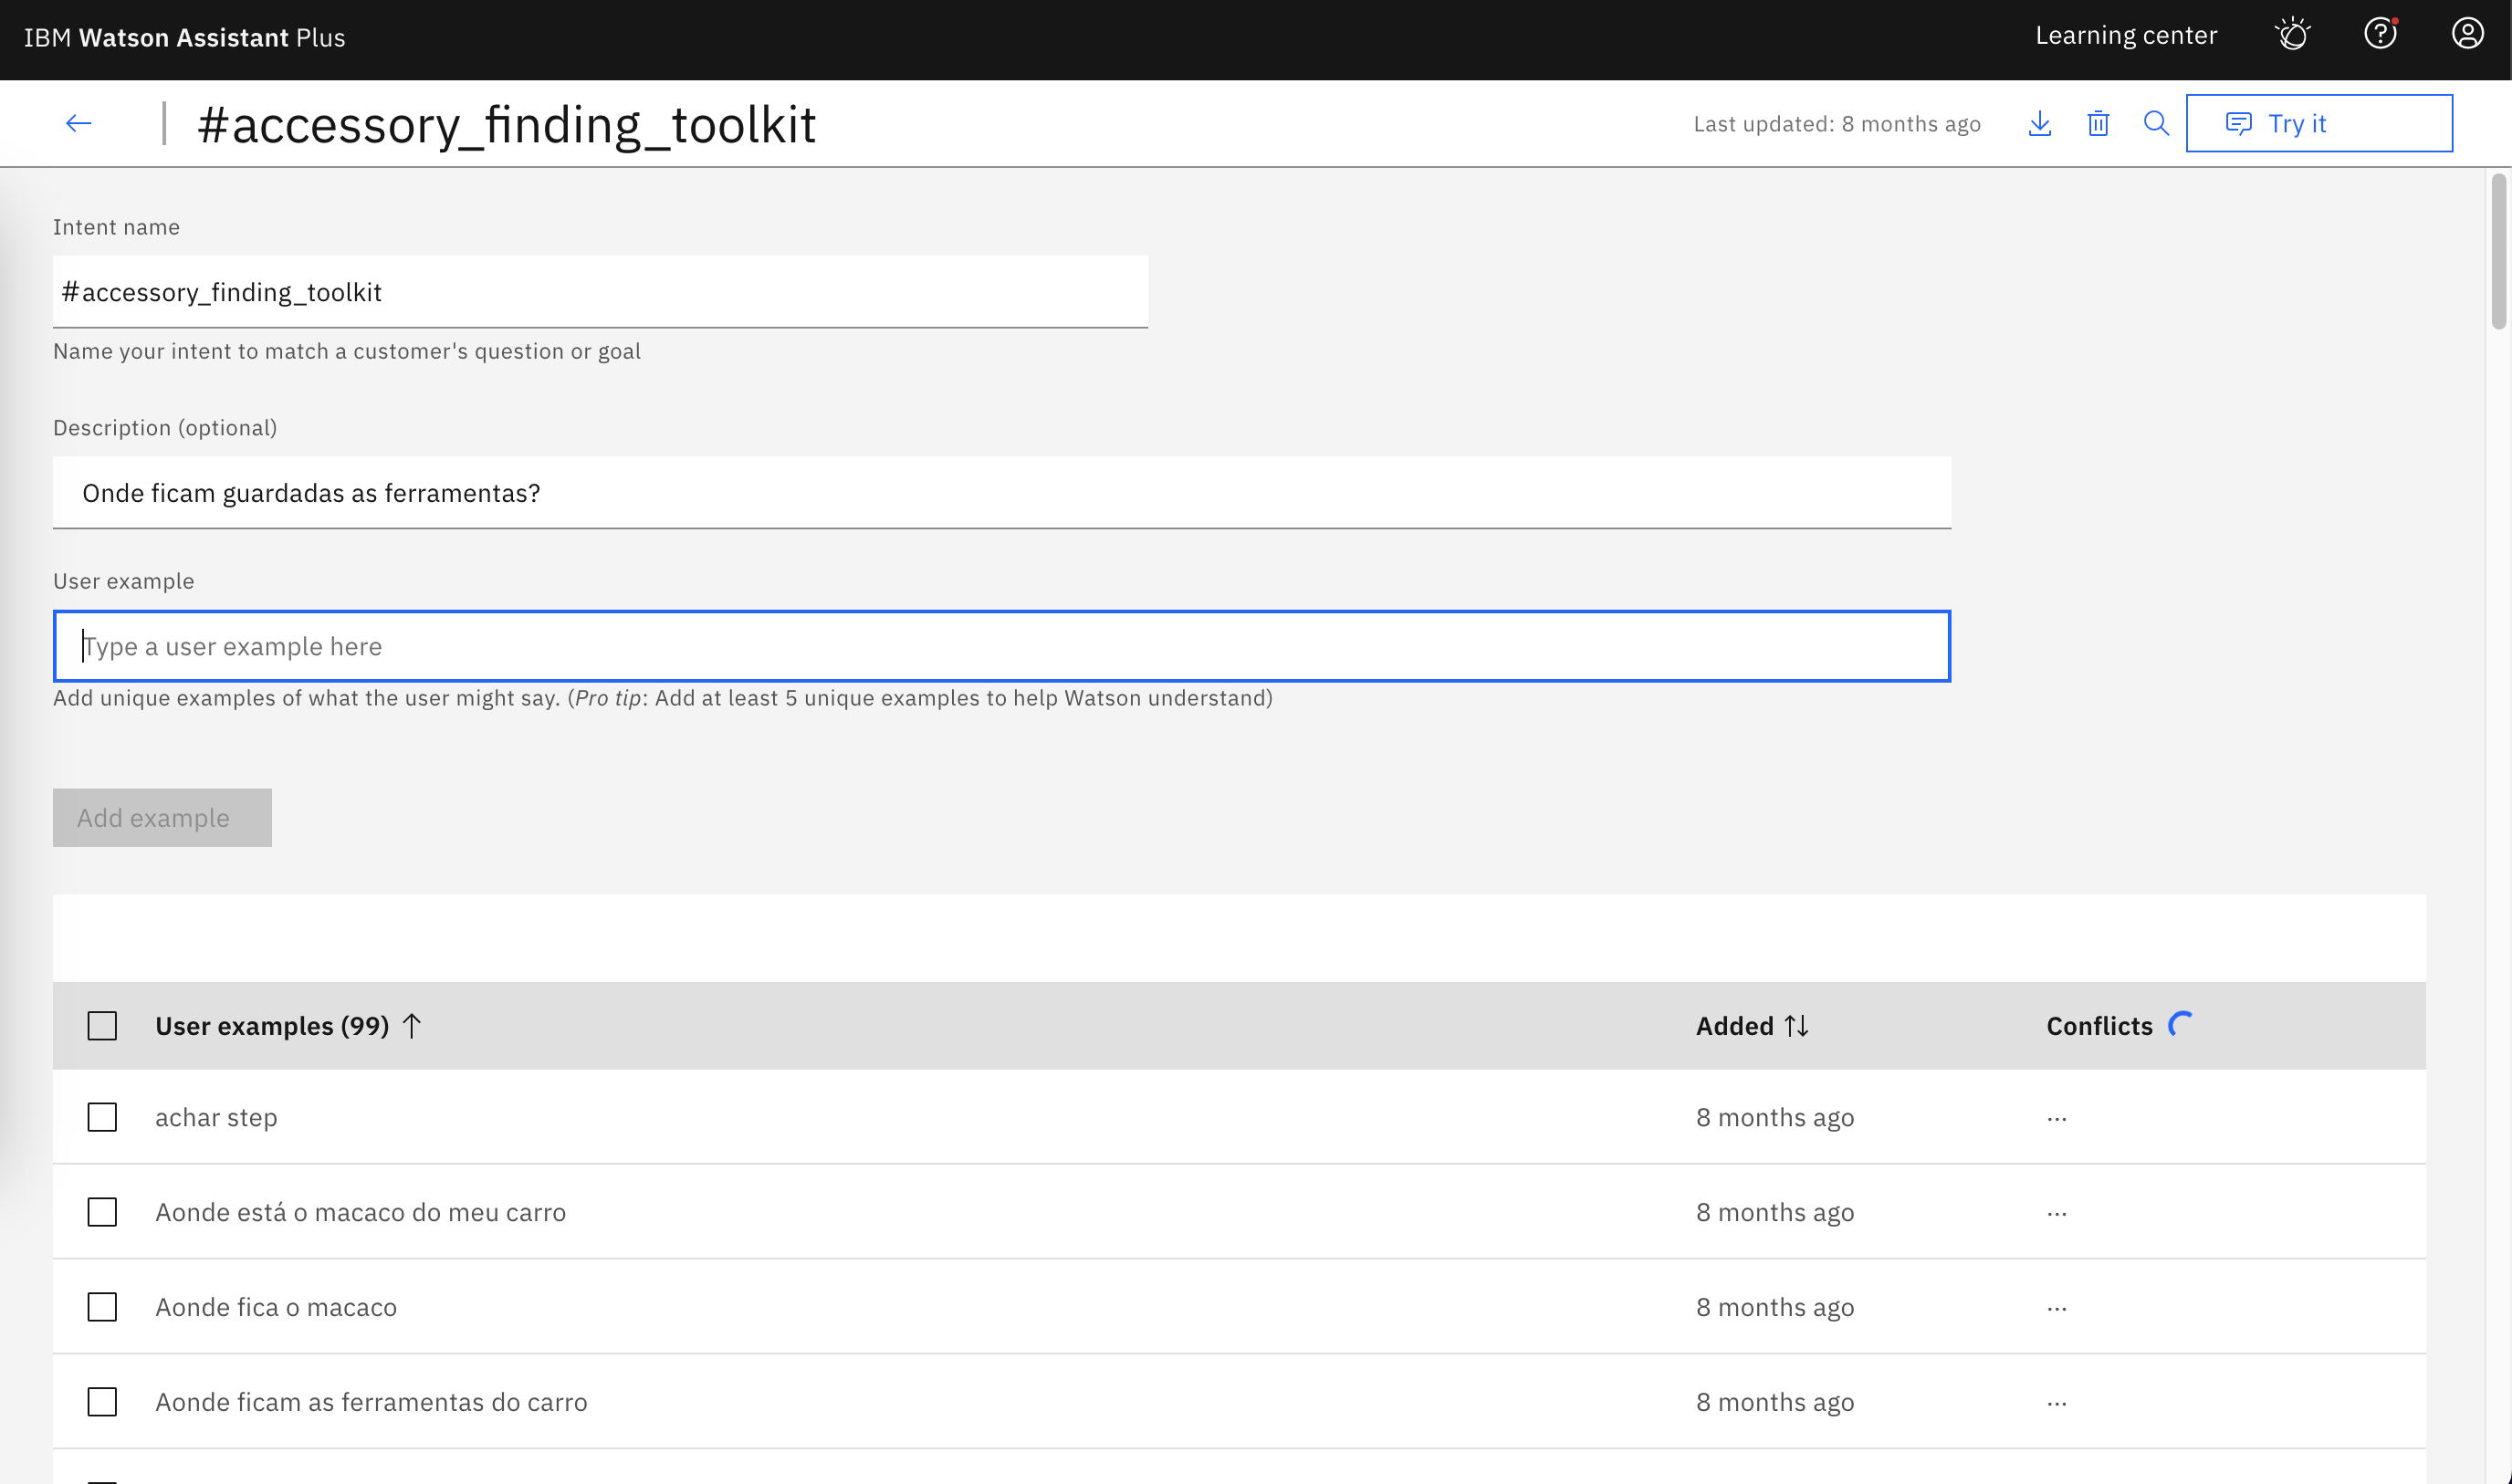 IBM Watson Assistant Plus
Learning center
#accessory_finding_toolkit
Last updated: 8 months ago
Try it
Intent name
#accessory_finding_toolkit
Name your intent to match a customer's question or goal
Description (optional)
Onde ficam guardadas as ferramentas?
User example
Type a user example here
Add unique examples of what the user might say. (Pro tip: Add at least 5 unique examples to help Watson understand)
Add example
User examples (99) ↑ Added ↑↓ Conflicts
achar step 8 months ago ...
Aonde está o macaco do meu carro 8 months ago ...
Aonde fica o macaco 8 months ago ...
Aonde ficam as ferramentas do carro 8 months ago ...